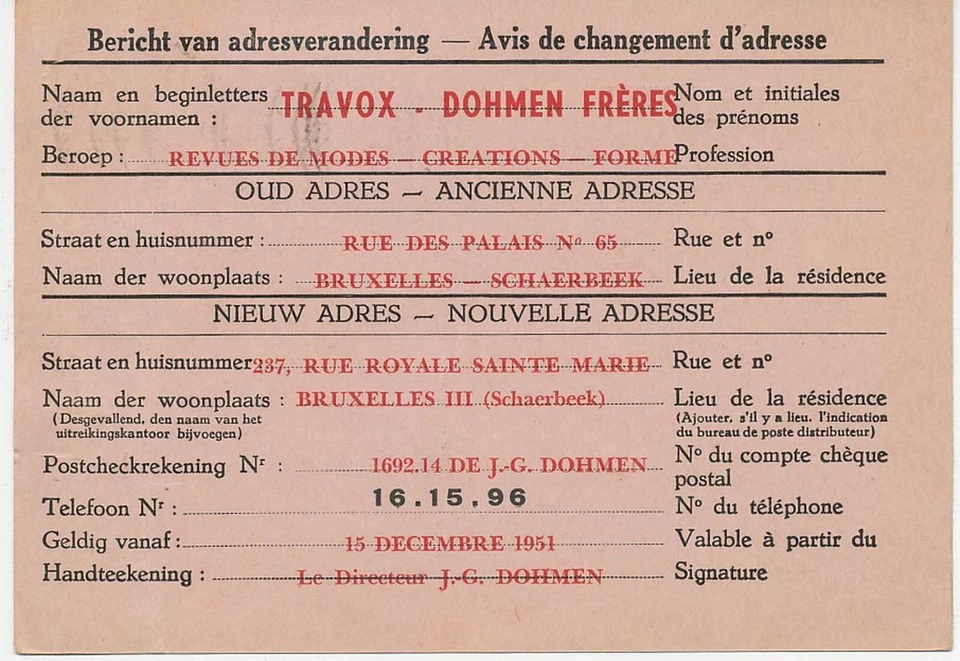 Bericht van adresverandering — Avis de changement d'adresse
Naam en beginletters der voornamen : TRAVOX - DOHMEN FRÈRES Nom et initiales des prénoms
Beroep : REVUES DE MODES — CREATIONS — FORME Profession
OUD ADRES — ANCIENNE ADRESSE
Straat en huisnummer : RUE DES PALAIS Nº 65 Rue et nº
Naam der woonplaats : BRUXELLES — SCHAERBEEK Lieu de la résidence
NIEUW ADRES — NOUVELLE ADRESSE
Straat en huisnummer 237, RUE ROYALE SAINTE MARIE Rue et nº
Naam der woonplaats : BRUXELLES III (Schaerbeek) Lieu de la résidence
(Desgevallend, den naam van het (Ajouter, s'il y a lieu, l'indication
uitreikingskantoor bijvoegen) du bureau de poste distributeur)
Postcheckrekening Nr : 1692.14 DE J.-G. DOHMEN Nº du compte chèque postal
Telefoon Nr : 16.15.96 Nº du téléphone
Geldig vanaf : 15 DECEMBRE 1951 Valable à partir du
Handteekening : Le Directeur J.-G. DOHMEN Signature